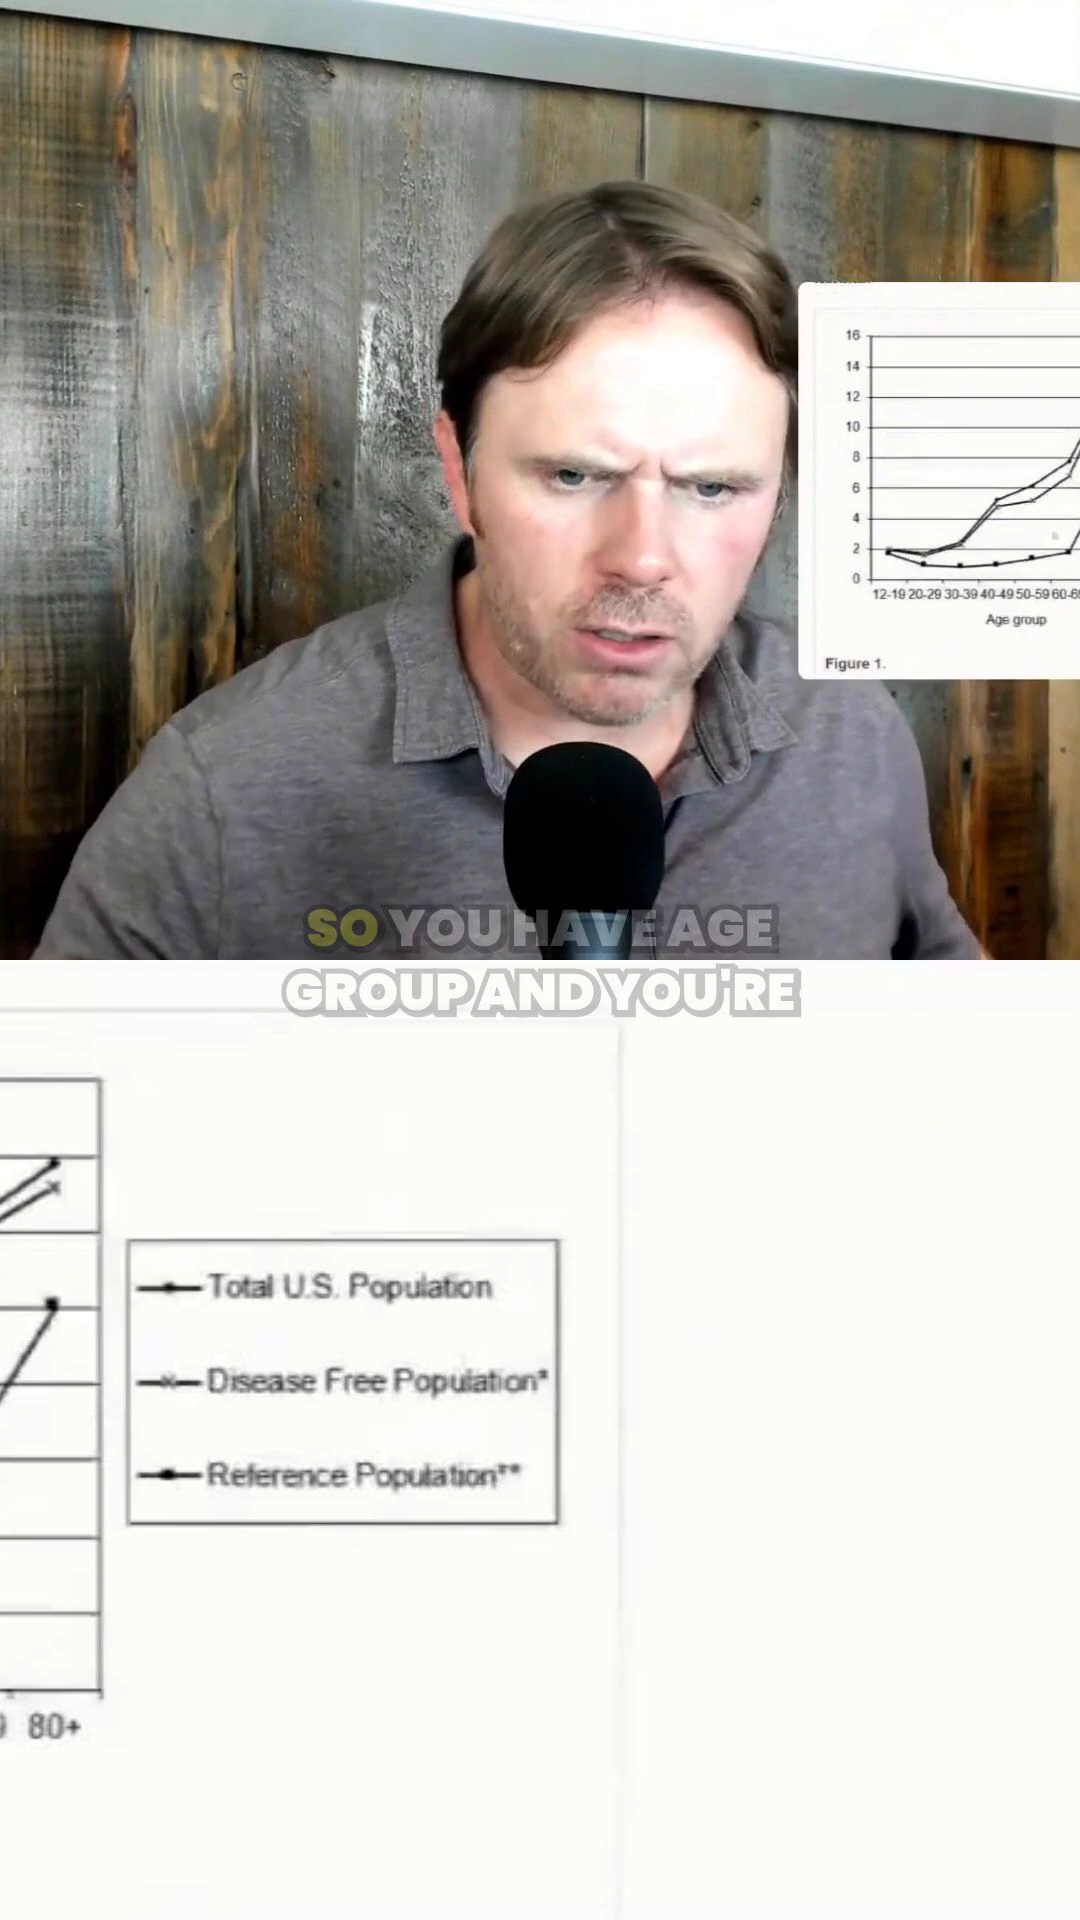 16
14
12
10
8
6
4
2
0
12-19 20-29 30-39 40-49 50-59
Age group
Figure 1.
SO YOU HAVE AGE
GROUP AND YOU'RE
Total U.S. Population
Disease Free Population*
Reference Population**
80+